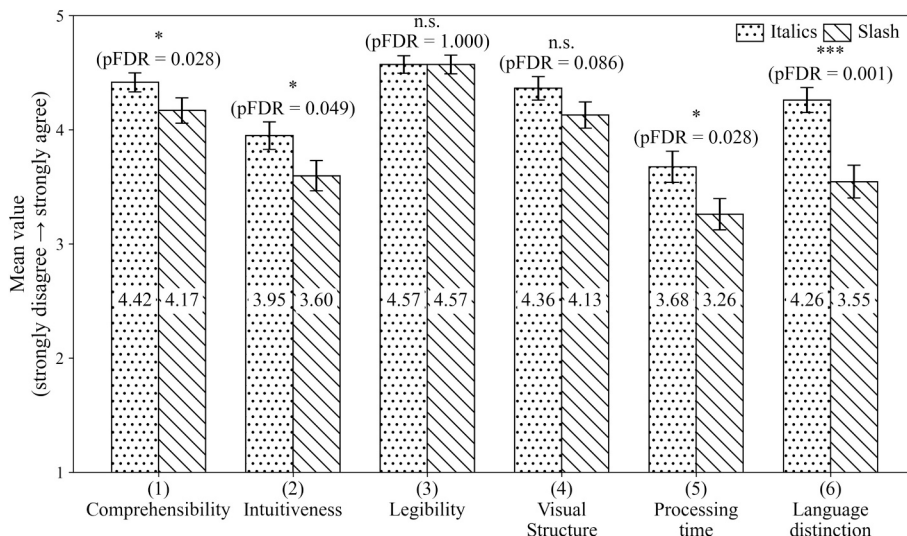 Mean value
(strongly disagree → strongly agree)
5
4
3
2
1
Italics
Slash
*
(pFDR = 0.028)
*
(pFDR = 0.049)
n.s.
(pFDR = 1.000)
n.s.
(pFDR = 0.086)
*
(pFDR = 0.028)
***
(pFDR = 0.001)
4.42 4.17 3.95 3.60 4.57 4.57 4.36 4.13 3.68 3.26 4.26 3.55
(1)
Comprehensibility
(2)
Intuitiveness
(3)
Legibility
(4)
Visual
Structure
(5)
Processing
time
(6)
Language
distinction